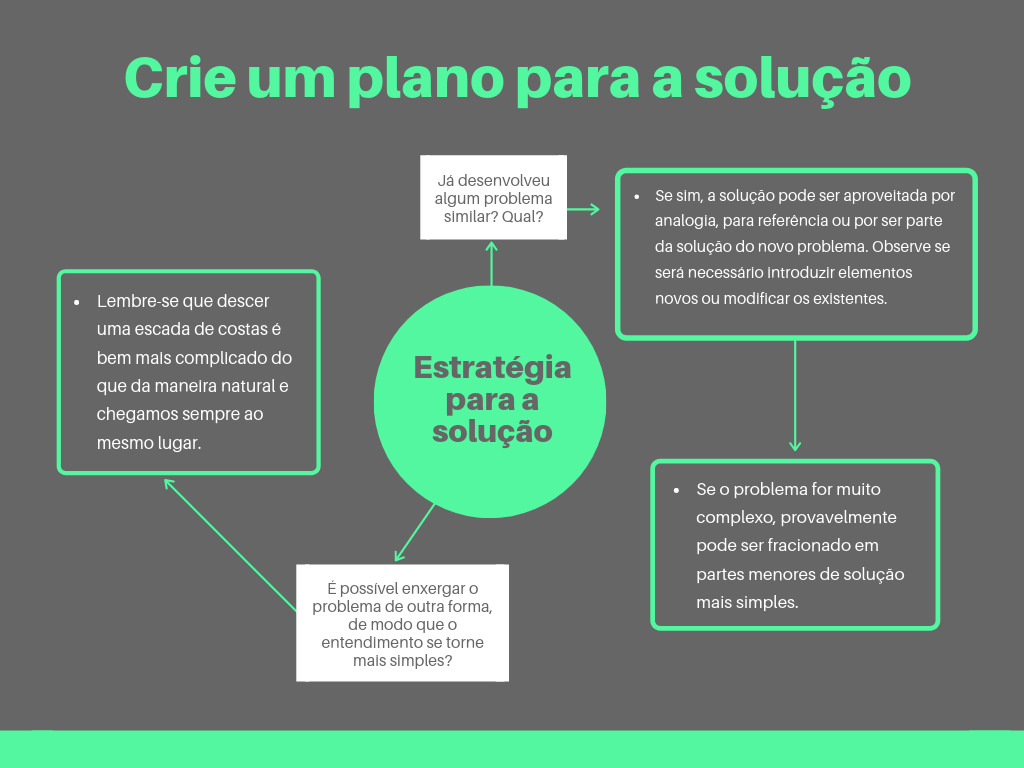 Crie um plano para a solução
Já desenvolveu
algum problema
similar? Qual?
• Se sim, a solução pode ser aproveitada por
analogia, para referência ou por ser parte
da solução do novo problema. Observe se
será necessário introduzir elementos
novos ou modificar os existentes.
• Lembre-se que descer
uma escada de costas é
bem mais complicado do
que da maneira natural e
chegamos sempre ao
mesmo lugar.
Estratégia
para a
solução
• Se o problema for muito
complexo, provavelmente
pode ser fracionado em
partes menores de solução
mais simples.
É possível enxergar o
problema de outra forma,
de modo que o
entendimento se torne
mais simples?